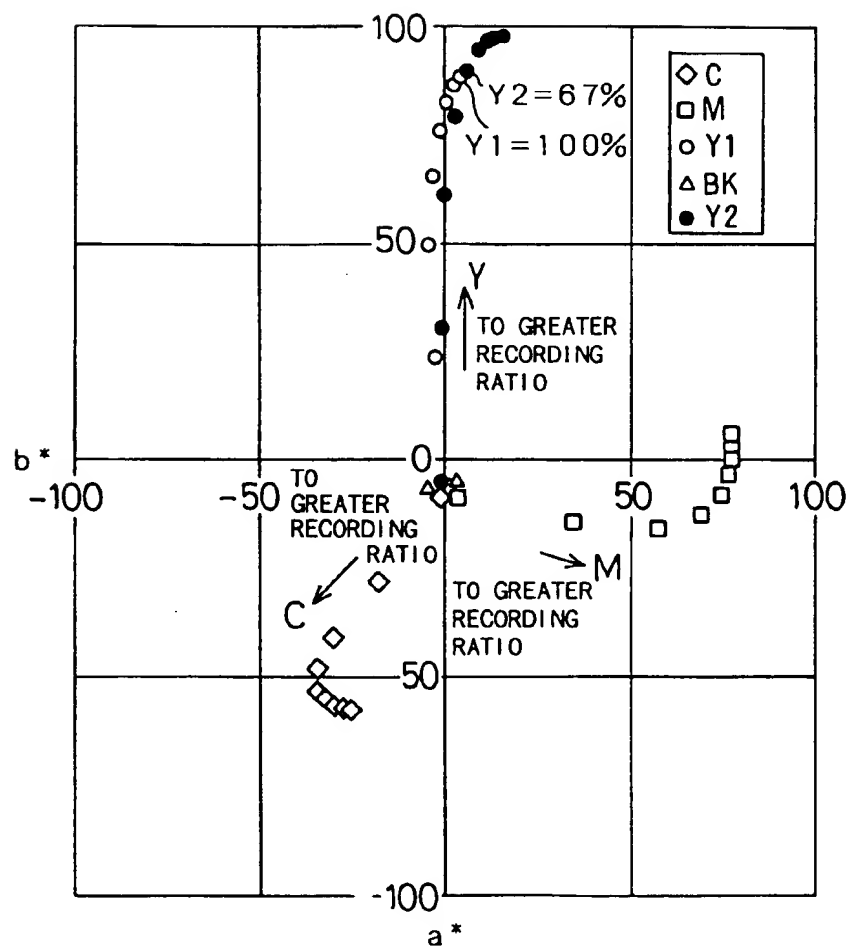 100
C
M
Y1
BK
Y2
Y2=67%
Y1=100%
50
Y
TO GREATER
RECORDING
RATIO
0
b*
-100
-50
50
100
TO
GREATER
RECORDING
RATIO
C
M
TO GREATER
RECORDING
RATIO
50
-100
a*